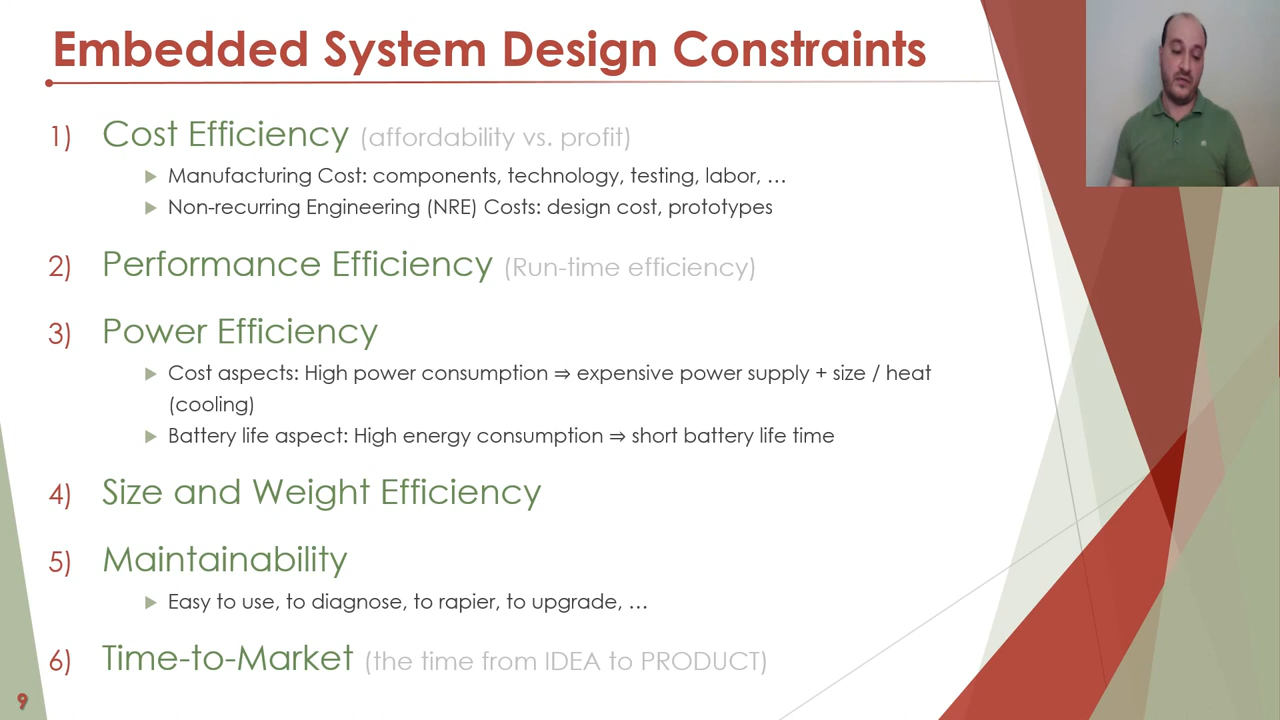 Embedded System Design Constraints
1) Cost Efficiency (affordability vs. profit)
Manufacturing Cost: components, technology, testing, labor, …
Non-recurring Engineering (NRE) Costs: design cost, prototypes
2) Performance Efficiency (Run-time efficiency)
3) Power Efficiency
Cost aspects: High power consumption ⇒ expensive power supply + size / heat
(cooling)
Battery life aspect: High energy consumption ⇒ short battery life time
4) Size and Weight Efficiency
5) Maintainability
Easy to use, to diagnose, to rapier, to upgrade, …
6) Time-to-Market (the time from IDEA to PRODUCT)
9